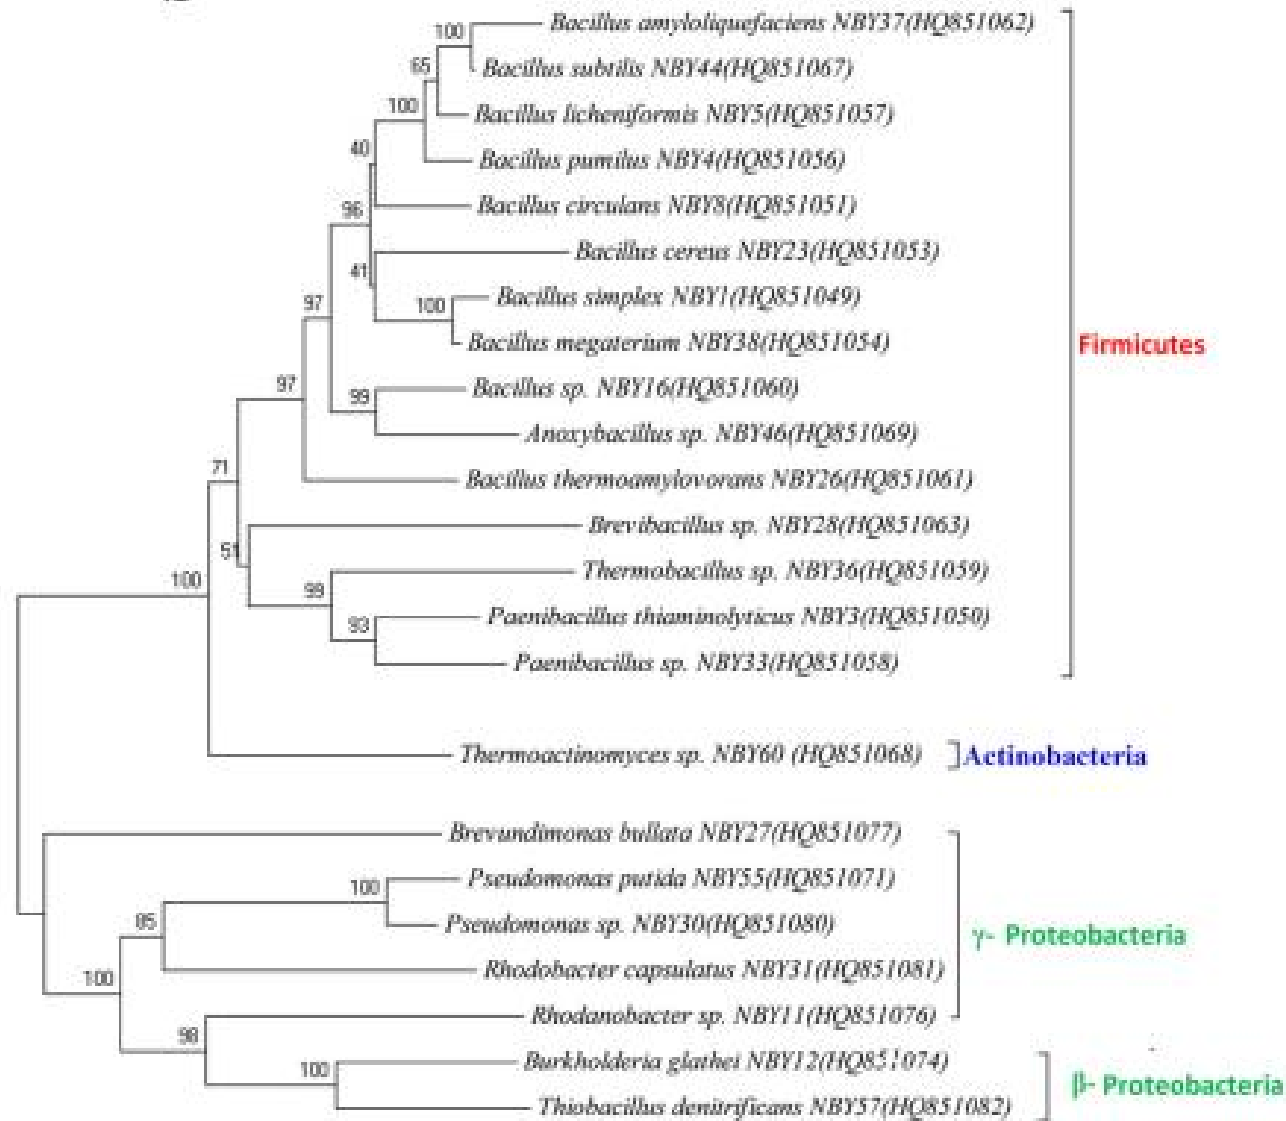 100
Bacillus amyloliquefaciens NBY37(HQ851062)
65
Bacillus subtilis NBY44(HQ851067)
100
Bacillus licheniformis NBY5(HQ851057)
40
Bacillus pumilus NBY4(HQ851056)
96
Bacillus circulans NBY8(HQ851051)
41
Bacillus cereus NBY23(HQ851053)
97
100
Bacillus simplex NBY1(HQ851049)
Bacillus megaterium NBY38(HQ851054)
Firmicutes
97
99
Bacillus sp. NBY16(HQ851060)
Anoxybacillus sp. NBY46(HQ851069)
71
Bacillus thermoamylovorans NBY26(HQ851061)
51
Brevibacillus sp. NBY28(HQ851063)
100
99
Thermobacillus sp. NBY36(HQ851059)
93
Paenibacillus thiaminolyticus NBY3(HQ851050)
Paenibacillus sp. NBY33(HQ851058)
Thermoactinomyces sp. NBY60 (HQ851068)
Actinobacteria
Brevundimonas bullata NBY27(HQ851077)
100
Pseudomonas putida NBY55(HQ851071)
85
Pseudomonas sp. NBY30(HQ851080)
γ- Proteobacteria
100
Rhodobacter capsulatus NBY31(HQ851081)
98
Rhodanobacter sp. NBY11(HQ851076)
100
Burkholderia glathei NBY12(HQ851074)
β- Proteobacteria
Thiobacillus denitrificans NBY57(HQ851082)